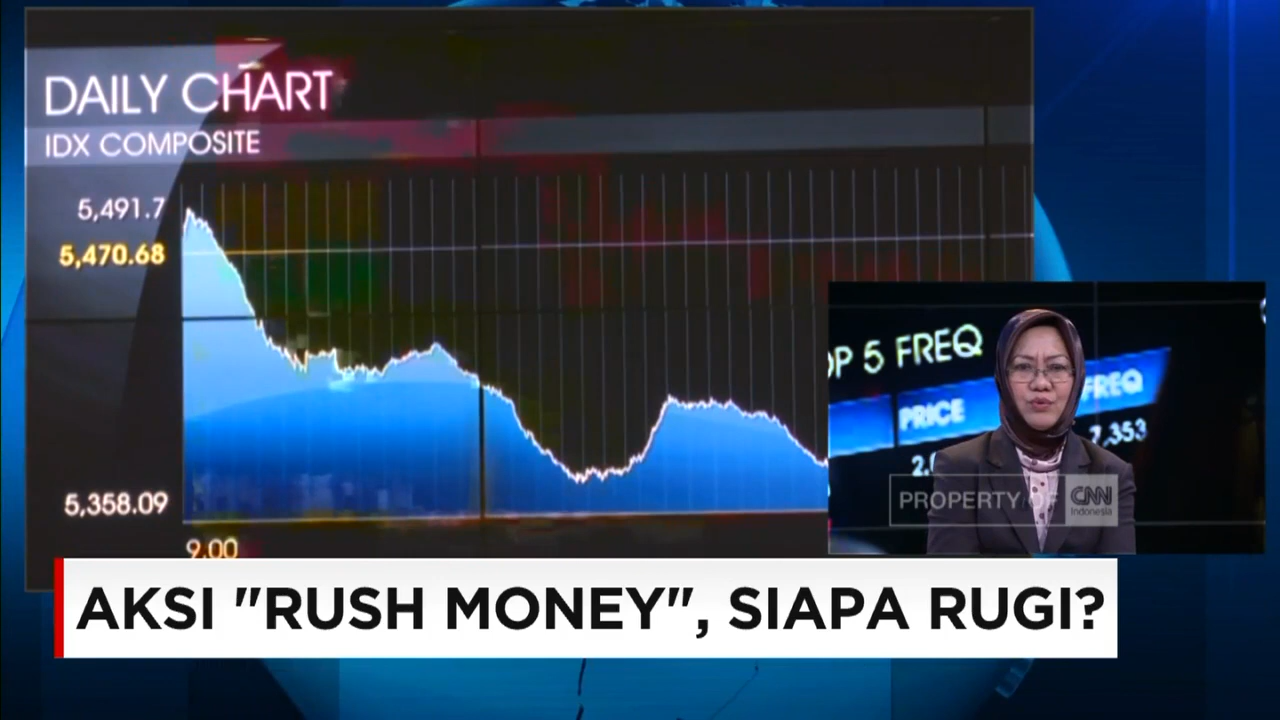 DAILY CHART
IDX COMPOSITE
5,491.7
5,470.68
5,358.09
9.00
5 FREQ
PRICE
FREQ
7,353
PROPERTY OF CNN
Indonesia
AKSI "RUSH MONEY", SIAPA RUGI?